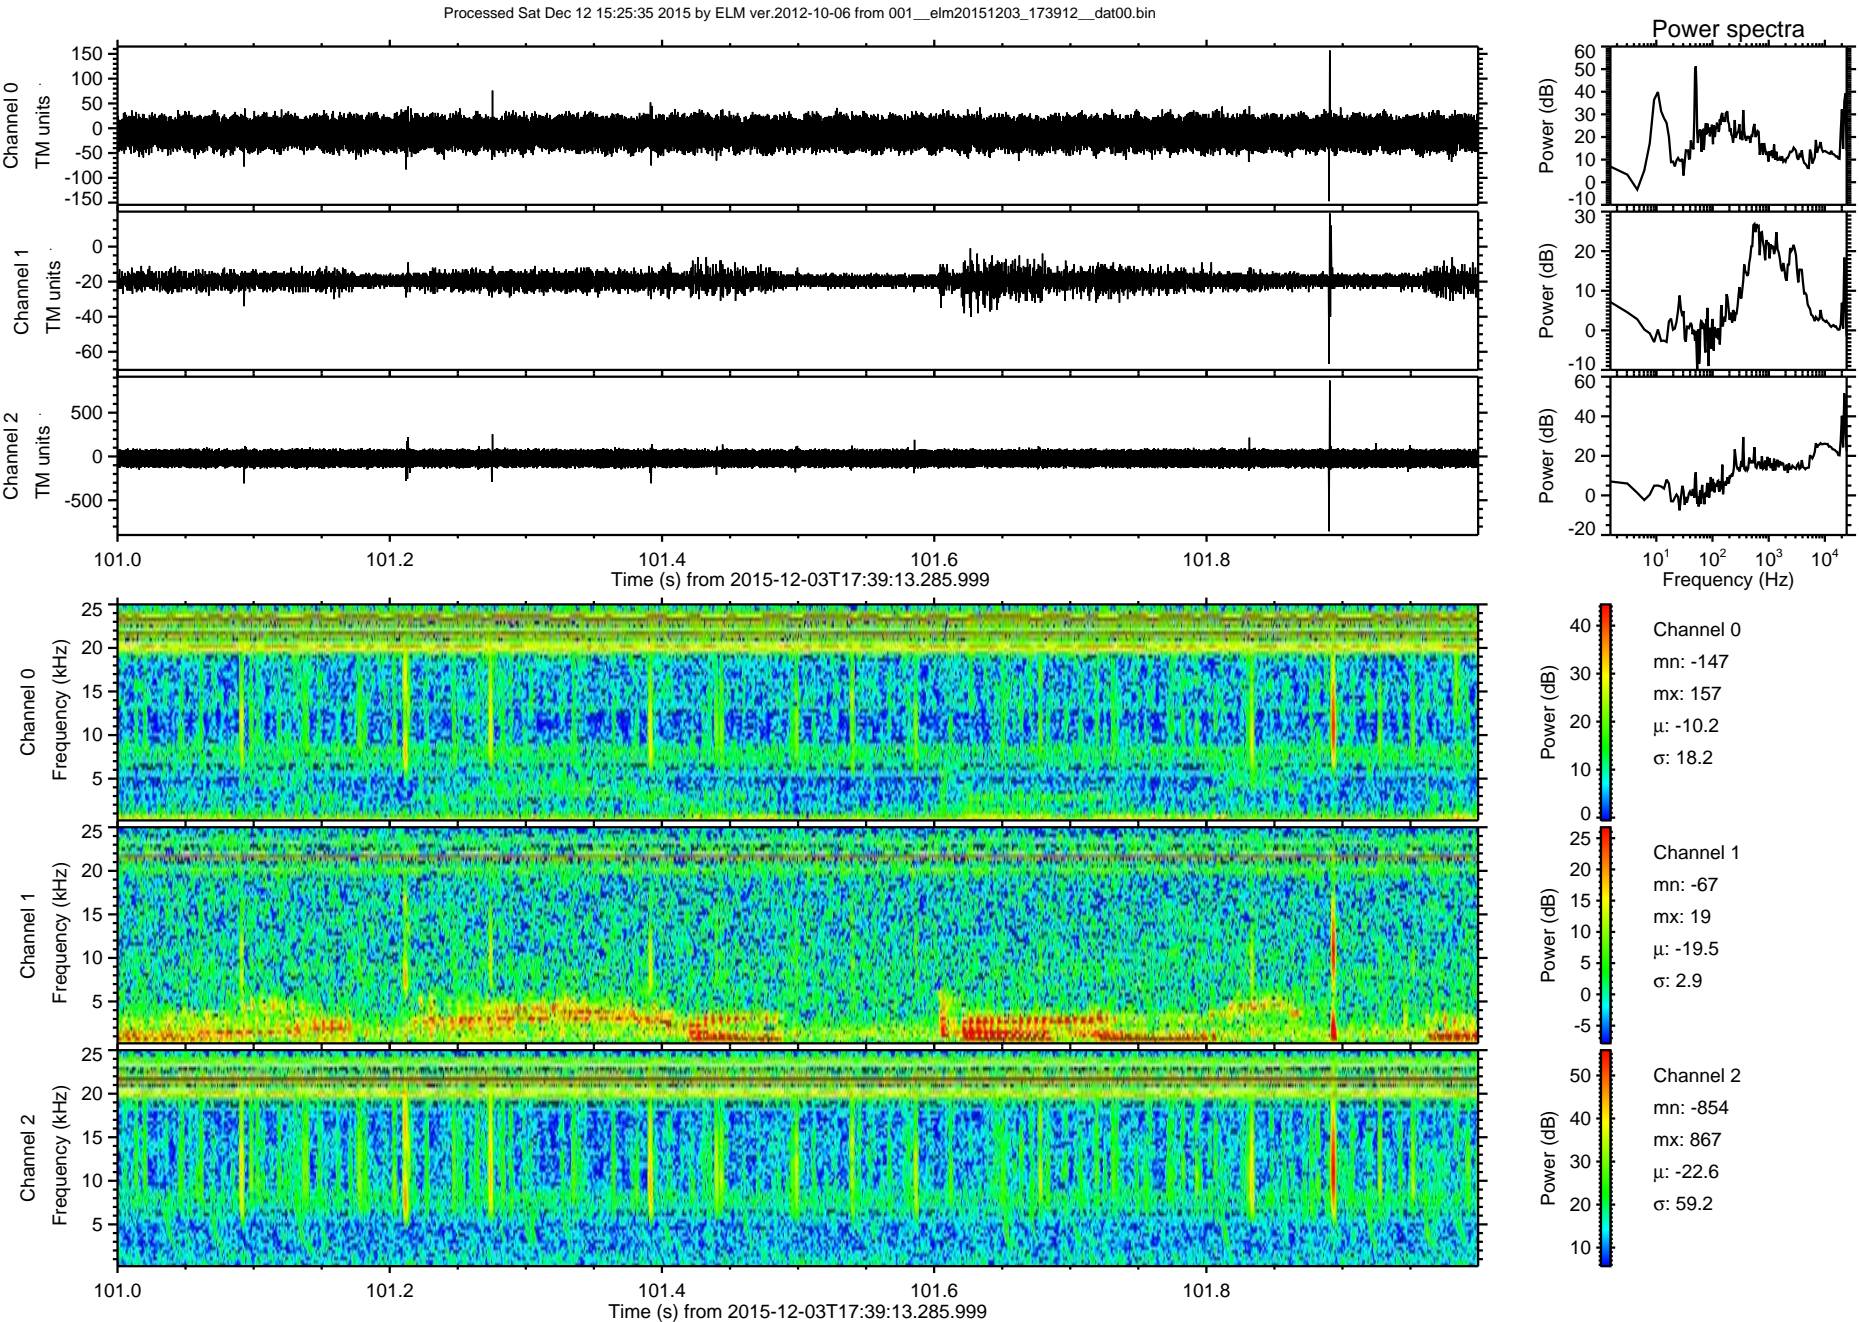 Processed Sat Dec 12 15:25:35 2015 by ELM ver.2012-10-06 from 001__elm20151203_173912__dat00.bin
Power spectra
Channel 0
TM units
150
100
50
0
-50
-100
-150
Power (dB)
60
50
40
30
20
10
0
-10
Channel 1
TM units
0
-20
-40
-60
Power (dB)
30
20
10
0
-10
Channel 2
TM units
500
0
-500
Power (dB)
60
40
20
0
-20
101.0 101.2 101.4 101.6 101.8
Time (s) from 2015-12-03T17:39:13.285.999
10¹ 10² 10³ 10⁴
Frequency (Hz)
Channel 0
Frequency (kHz)
25
20
15
10
5
Power (dB)
40
30
20
10
0
Channel 0
mn: -147
mx: 157
μ: -10.2
σ: 18.2
Channel 1
Frequency (kHz)
25
20
15
10
5
Power (dB)
25
20
15
10
5
0
-5
Channel 1
mn: -67
mx: 19
μ: -19.5
σ: 2.9
Channel 2
Frequency (kHz)
25
20
15
10
5
Power (dB)
50
40
30
20
10
Channel 2
mn: -854
mx: 867
μ: -22.6
σ: 59.2
101.0 101.2 101.4 101.6 101.8
Time (s) from 2015-12-03T17:39:13.285.999